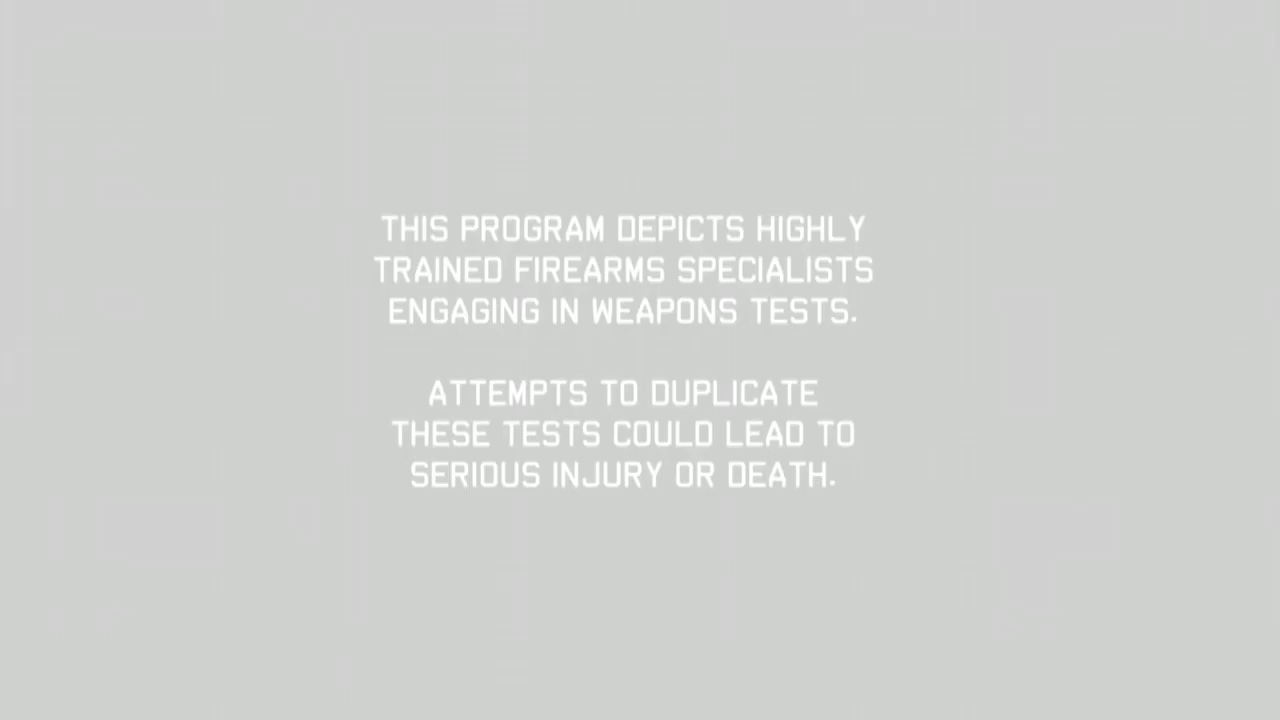 THIS PROGRAM DEPICTS HIGHLY
TRAINED FIREARMS SPECIALISTS
ENGAGING IN WEAPONS TESTS.
ATTEMPTS TO DUPLICATE
THESE TESTS COULD LEAD TO
SERIOUS INJURY OR DEATH.